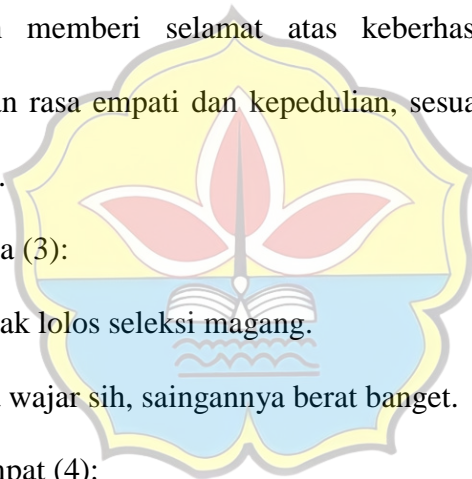 memberi selamat atas keberhas
n rasa empati dan kepedulian, sesua
.
a (3):
ak lolos seleksi magang.
wajar sih, saingannya berat banget.
npat (4):